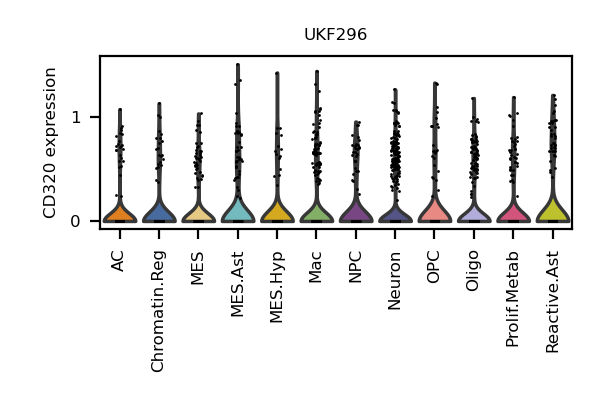 UKF296
CD320 expression
1
0
AC
Chromatin.Reg
MES
MES.Ast
MES.Hyp
Mac
NPC
Neuron
OPC
Oligo
Prolif.Metab
Reactive.Ast